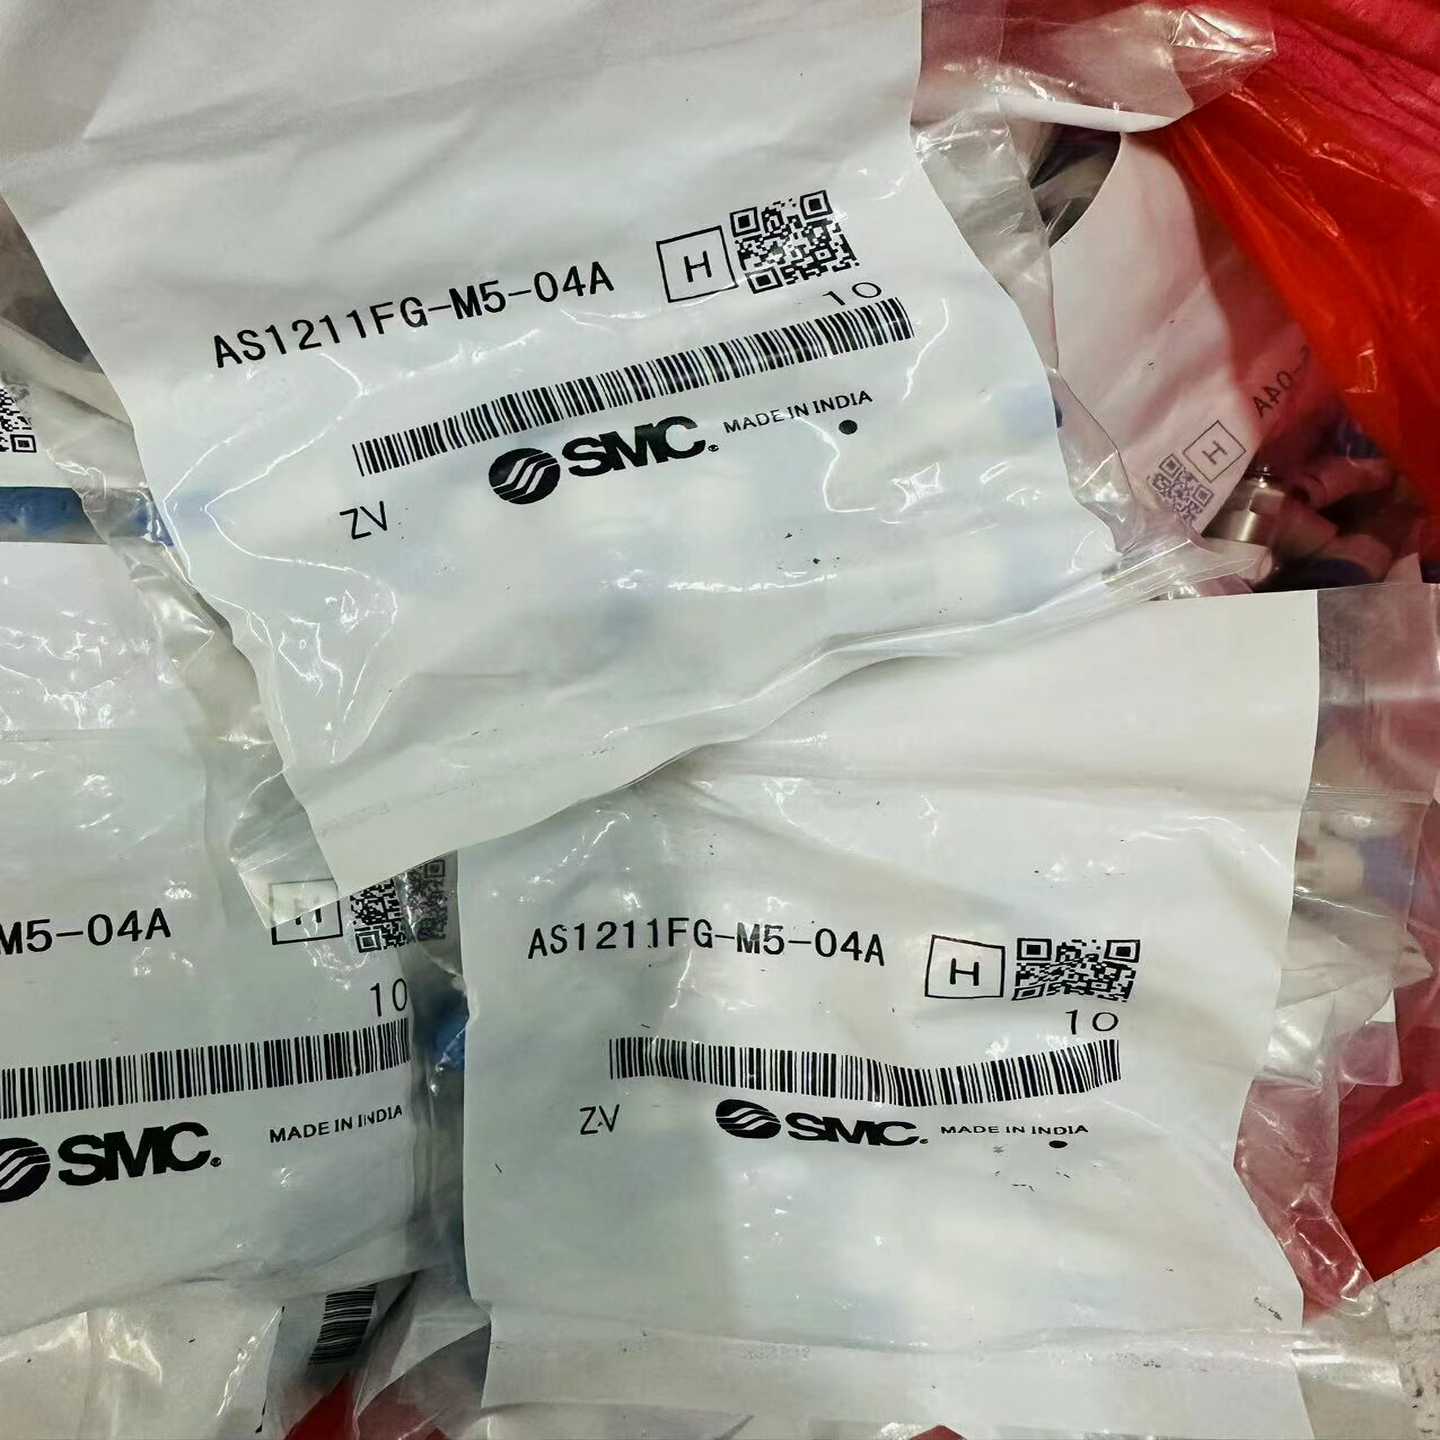 AS1211FG-M5-04A H
10
SMC. MADE IN INDIA
ZV
-04A
H
M5-04A H
10
SMC. MADE IN INDIA
AS1211FG-M5-04A H
10
ZV SMC. MADE IN INDIA